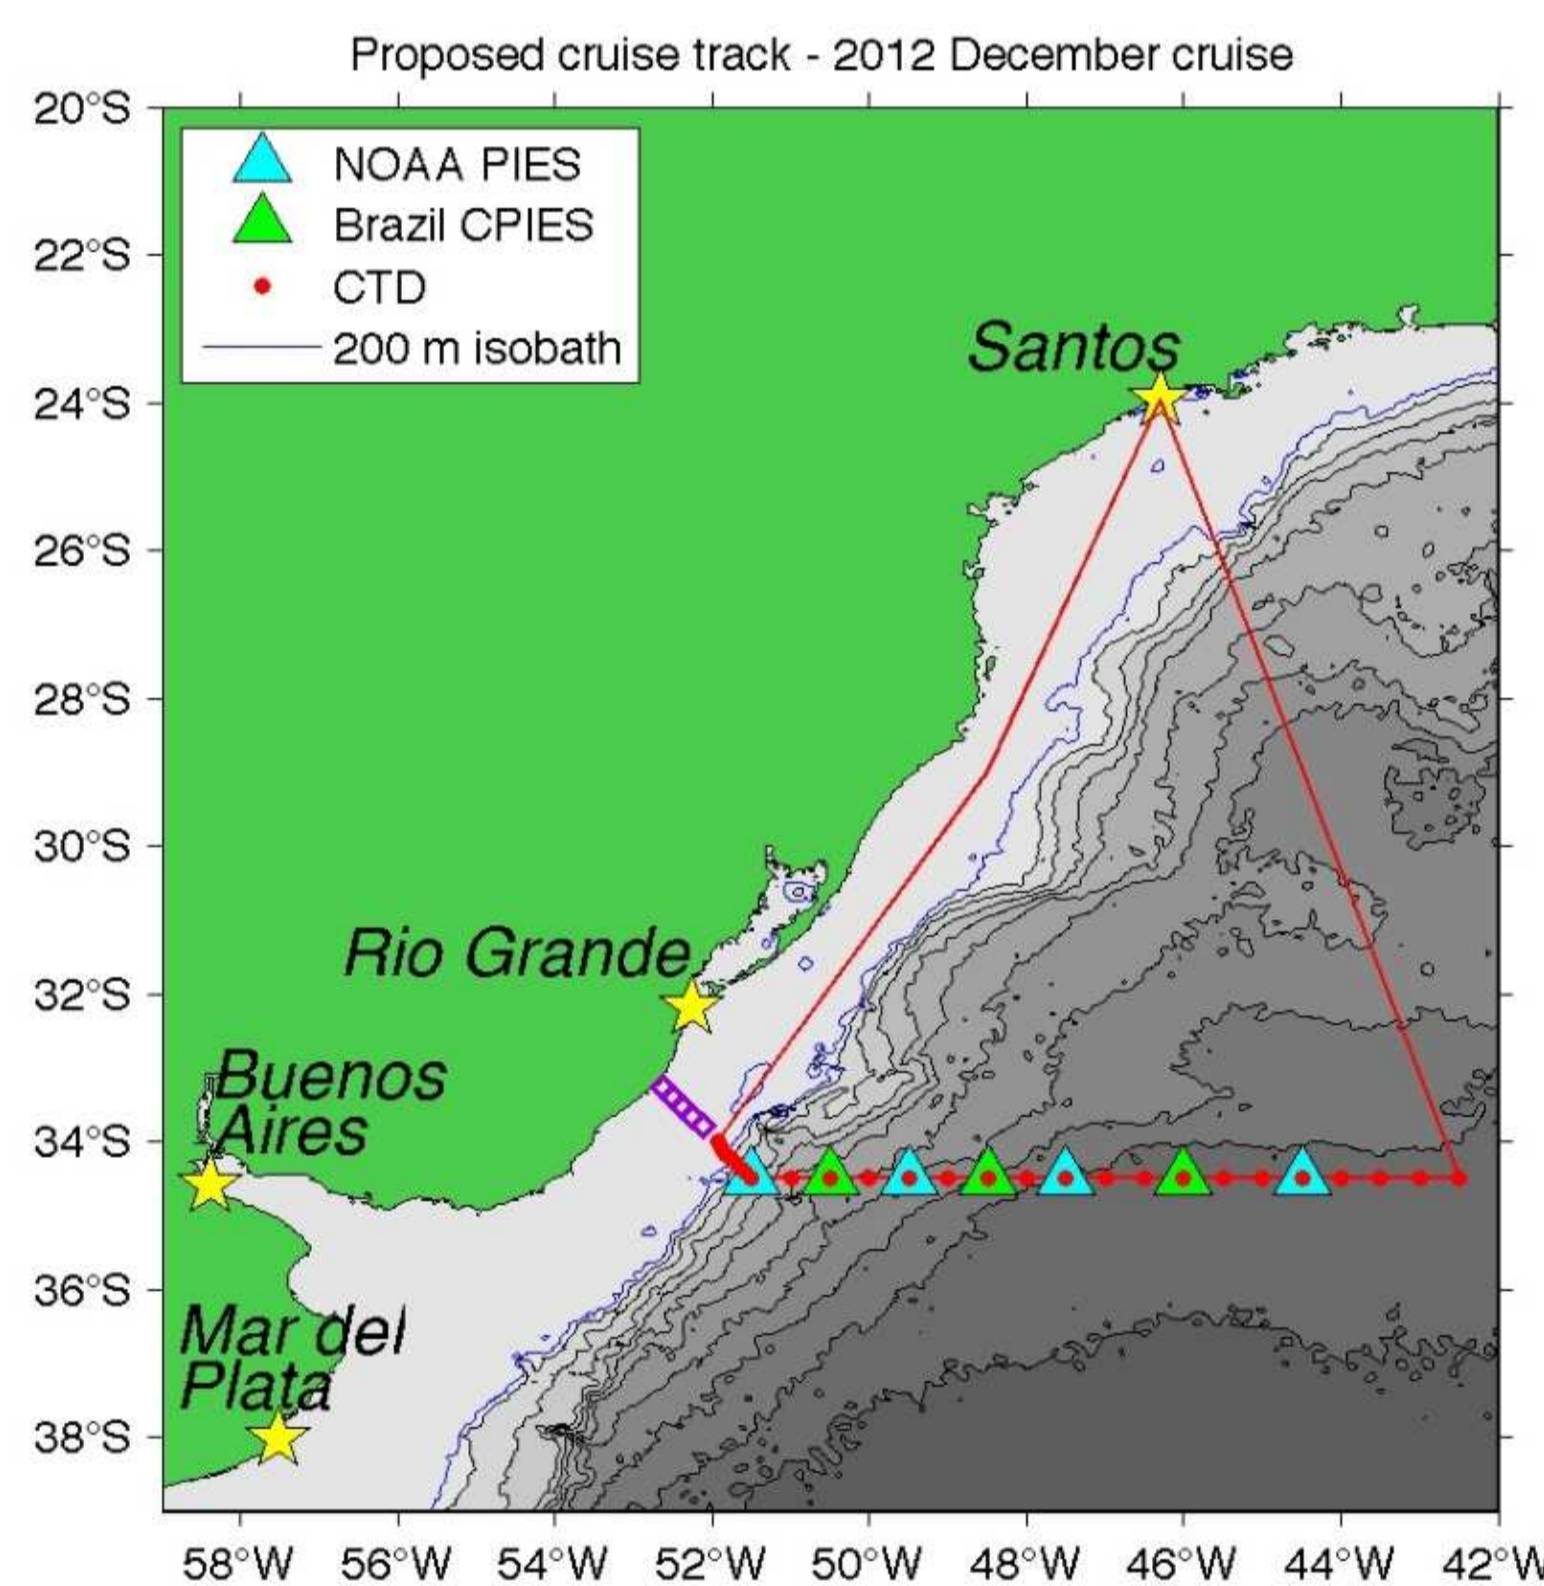 Proposed cruise track - 2012 December cruise
20°S
22°S
24°S
26°S
28°S
30°S
32°S
34°S
36°S
38°S
NOAA PIES
Brazil CPIES
CTD
200 m isobath
Santos
Rio Grande
Buenos
Aires
Mar del
Plata
58°W 56°W 54°W 52°W 50°W 48°W 46°W 44°W 42°W